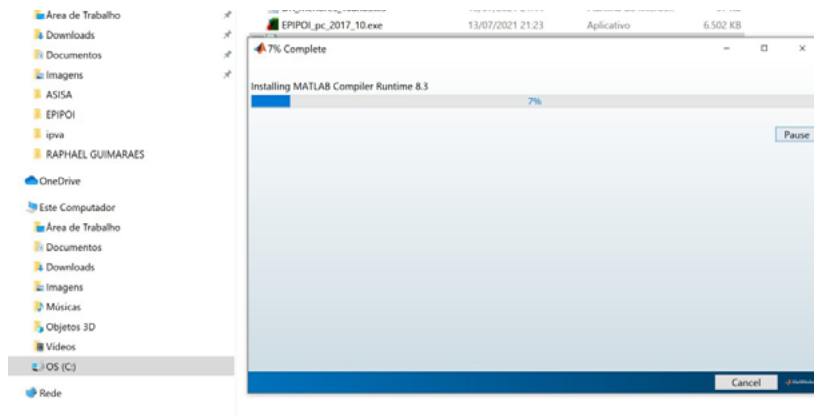 Área de Trabalho
Downloads
Documentos
Imagens
ASISA
EPIPOI
ipva
RAPHAEL GUIMARAES
OneDrive
Este Computador
Área de Trabalho
Documentos
Downloads
Imagens
Músicas
Objetos 3D
Vídeos
OS (C:)
Rede
EPIPOI_pc_2017_10.exe 13/07/2021 21:23 Aplicativo 6.502 KB
7% Complete
Installing MATLAB Compiler Runtime 8.3
7%
Pause
Cancel